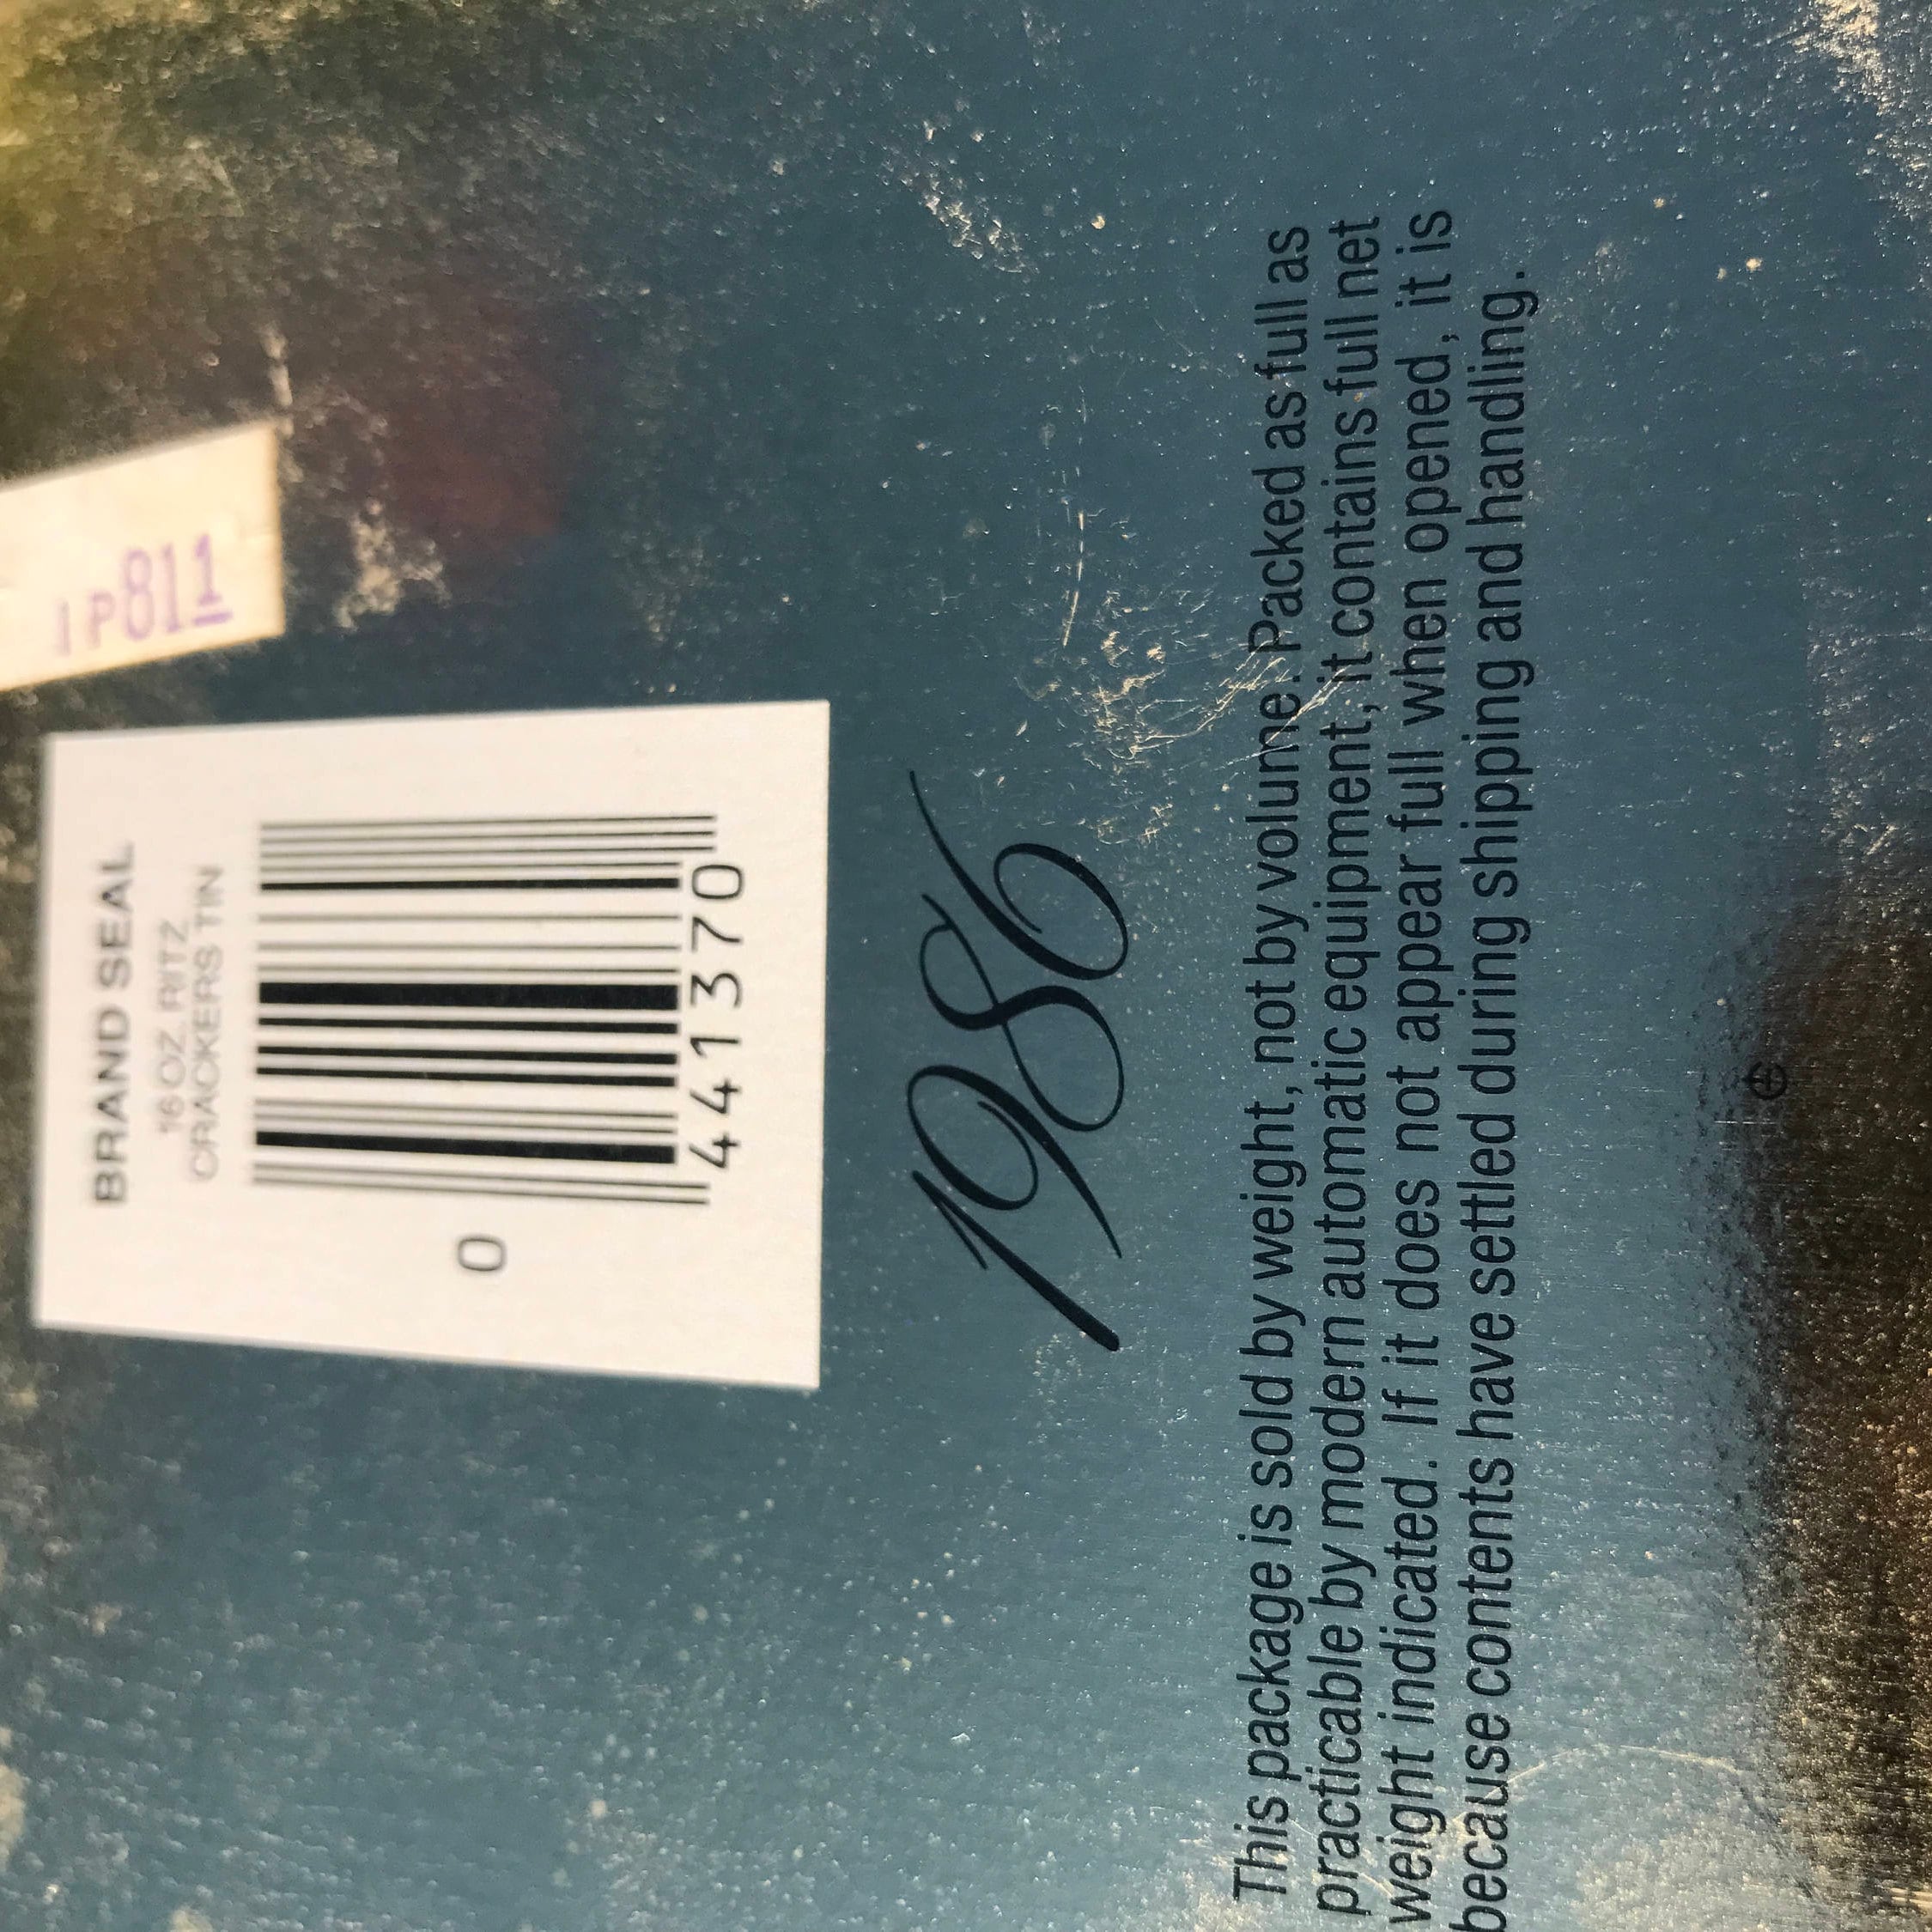 1P811
BRAND SEAL
16 OZ. RITZ
CRACKERS TIN
0
441370
1986
This package is sold by weight, not by volume. Packed as full as
practicable by modern automatic equipment, it contains full net
weight indicated. If it does not appear full when opened, it is
because contents have settled during shipping and handling.